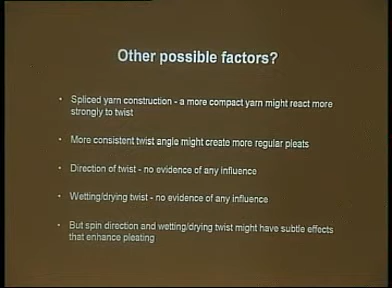 Other possible factors?
• Spliced yarn construction - a more compact yarn might react more
strongly to twist
• More consistent twist angle might create more regular pleats
• Direction of twist - no evidence of any influence
• Wetting/drying twist - no evidence of any influence
• But spin direction and wetting/drying twist might have subtle effects
that enhance pleating